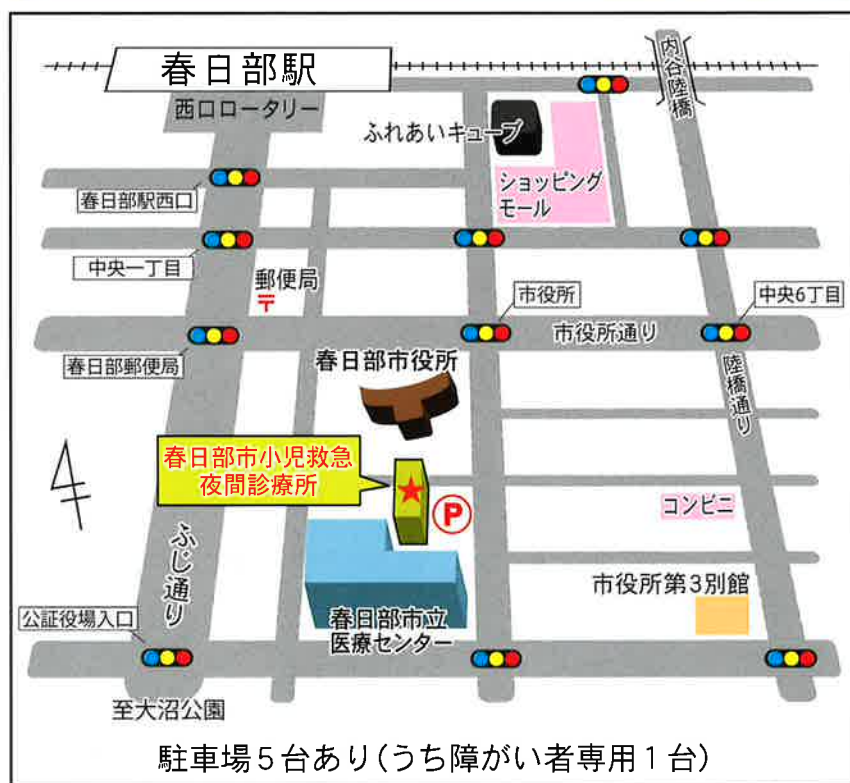 春日部駅
西口ロータリー
内谷陸橋
ふれあいキューブ
ショッピング
モール
春日部駅西口
中央一丁目
郵便局
〒
市役所
中央6丁目
市役所通り
春日部郵便局
春日部市役所
陸橋通り
春日部市小児救急
夜間診療所
P
コンビニ
ふじ通り
市役所第3別館
公証役場入口
春日部市立
医療センター
至大沼公園
駐車場5台あり(うち障がい者専用1台)